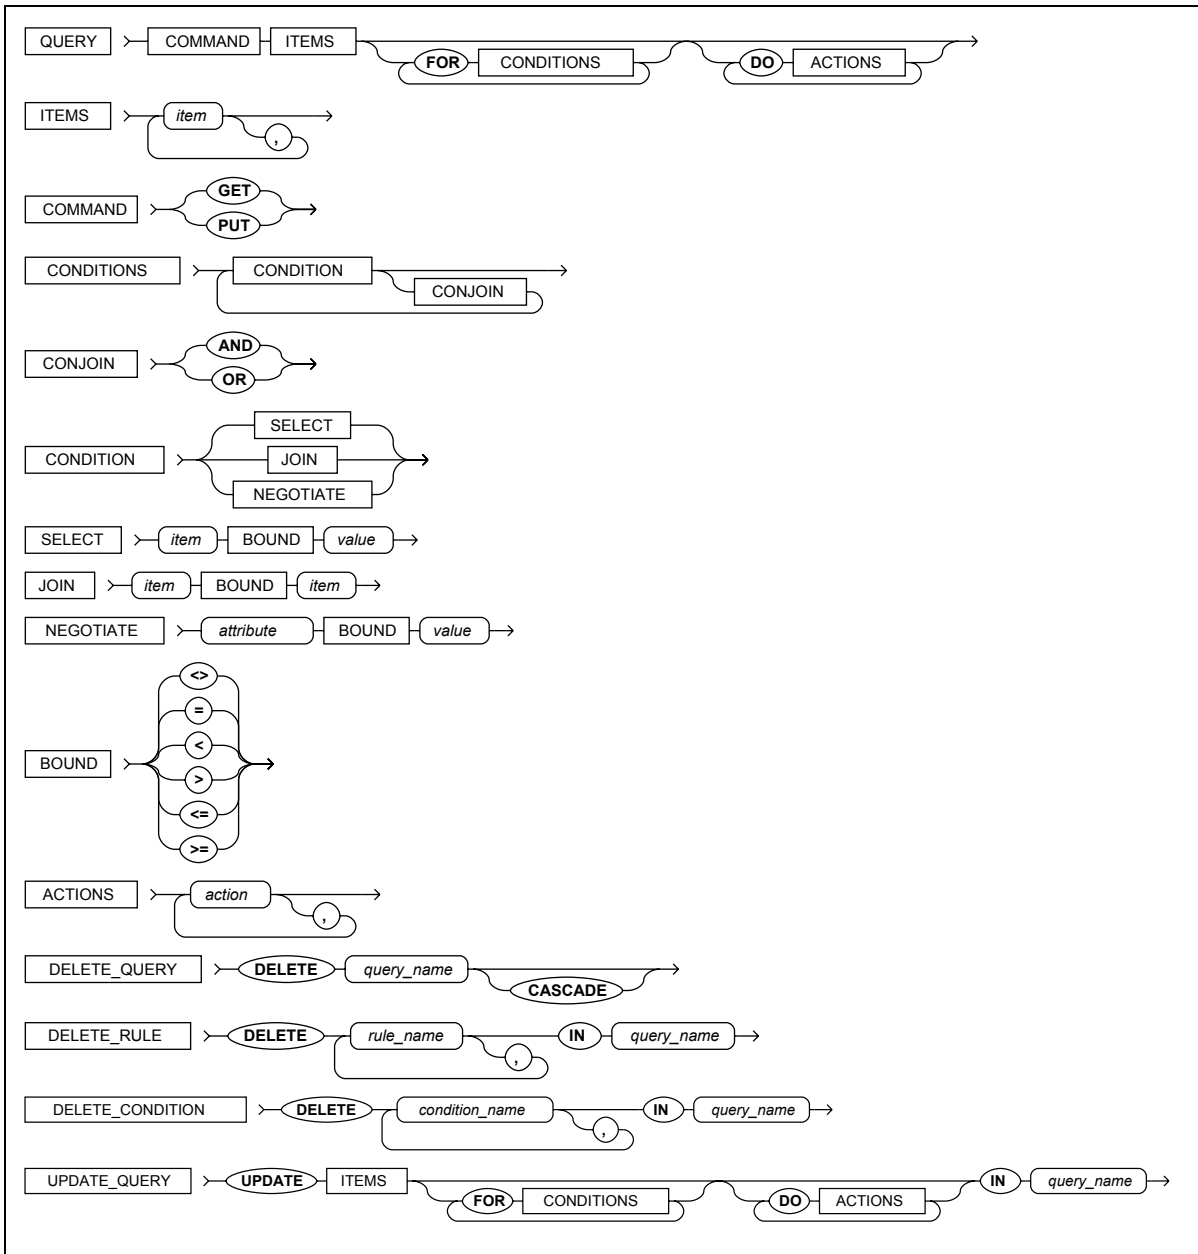 QUERY COMMAND ITEMS FOR CONDITIONS DO ACTIONS
ITEMS item ,
COMMAND GET PUT
CONDITIONS CONDITION CONJOIN
CONJOIN AND OR
CONDITION SELECT JOIN NEGOTIATE
SELECT item BOUND value
JOIN item BOUND item
NEGOTIATE attribute BOUND value
BOUND <> = < > <= >=
ACTIONS action ,
DELETE_QUERY DELETE query_name CASCADE
DELETE_RULE DELETE rule_name , IN query_name
DELETE_CONDITION DELETE condition_name , IN query_name
UPDATE_QUERY UPDATE ITEMS FOR CONDITIONS DO ACTIONS IN query_name